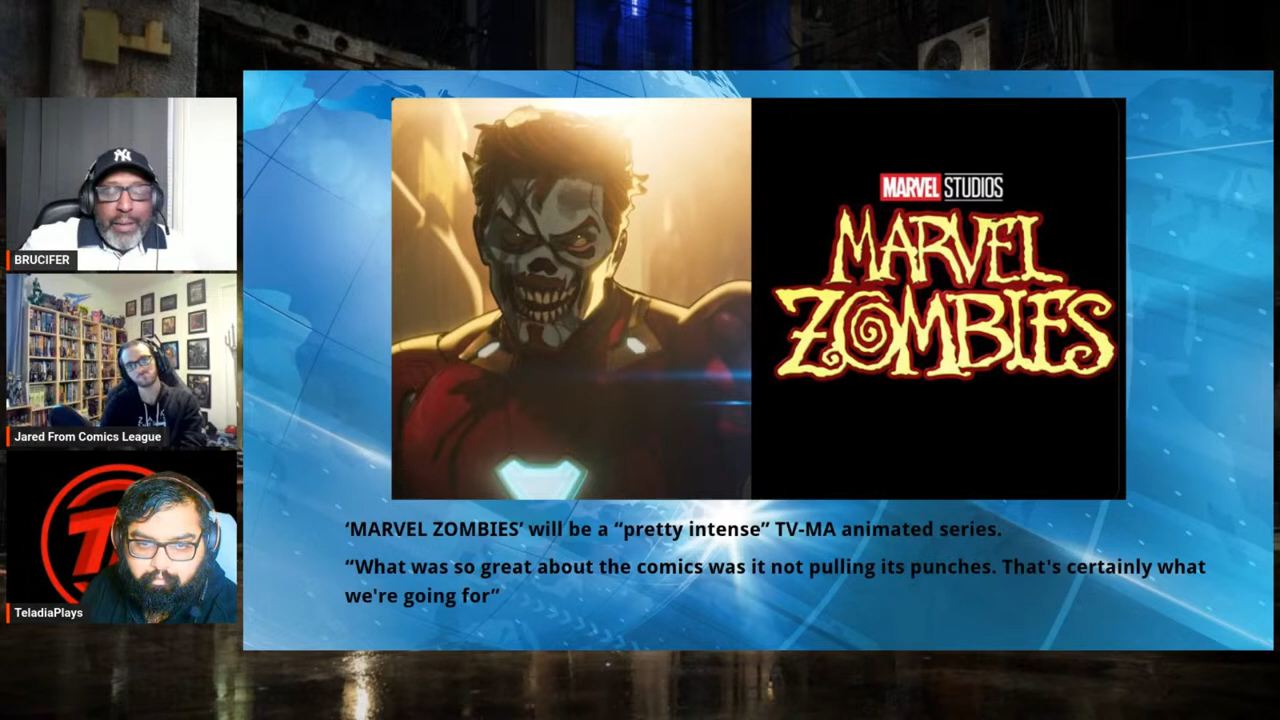 BRUCIFER
Jared From Comics League
TeladiaPlays
MARVEL STUDIOS
MARVEL
ZOMBIES
‘MARVEL ZOMBIES’ will be a “pretty intense” TV-MA animated series.
“What was so great about the comics was it not pulling its punches. That's certainly what
we're going for”